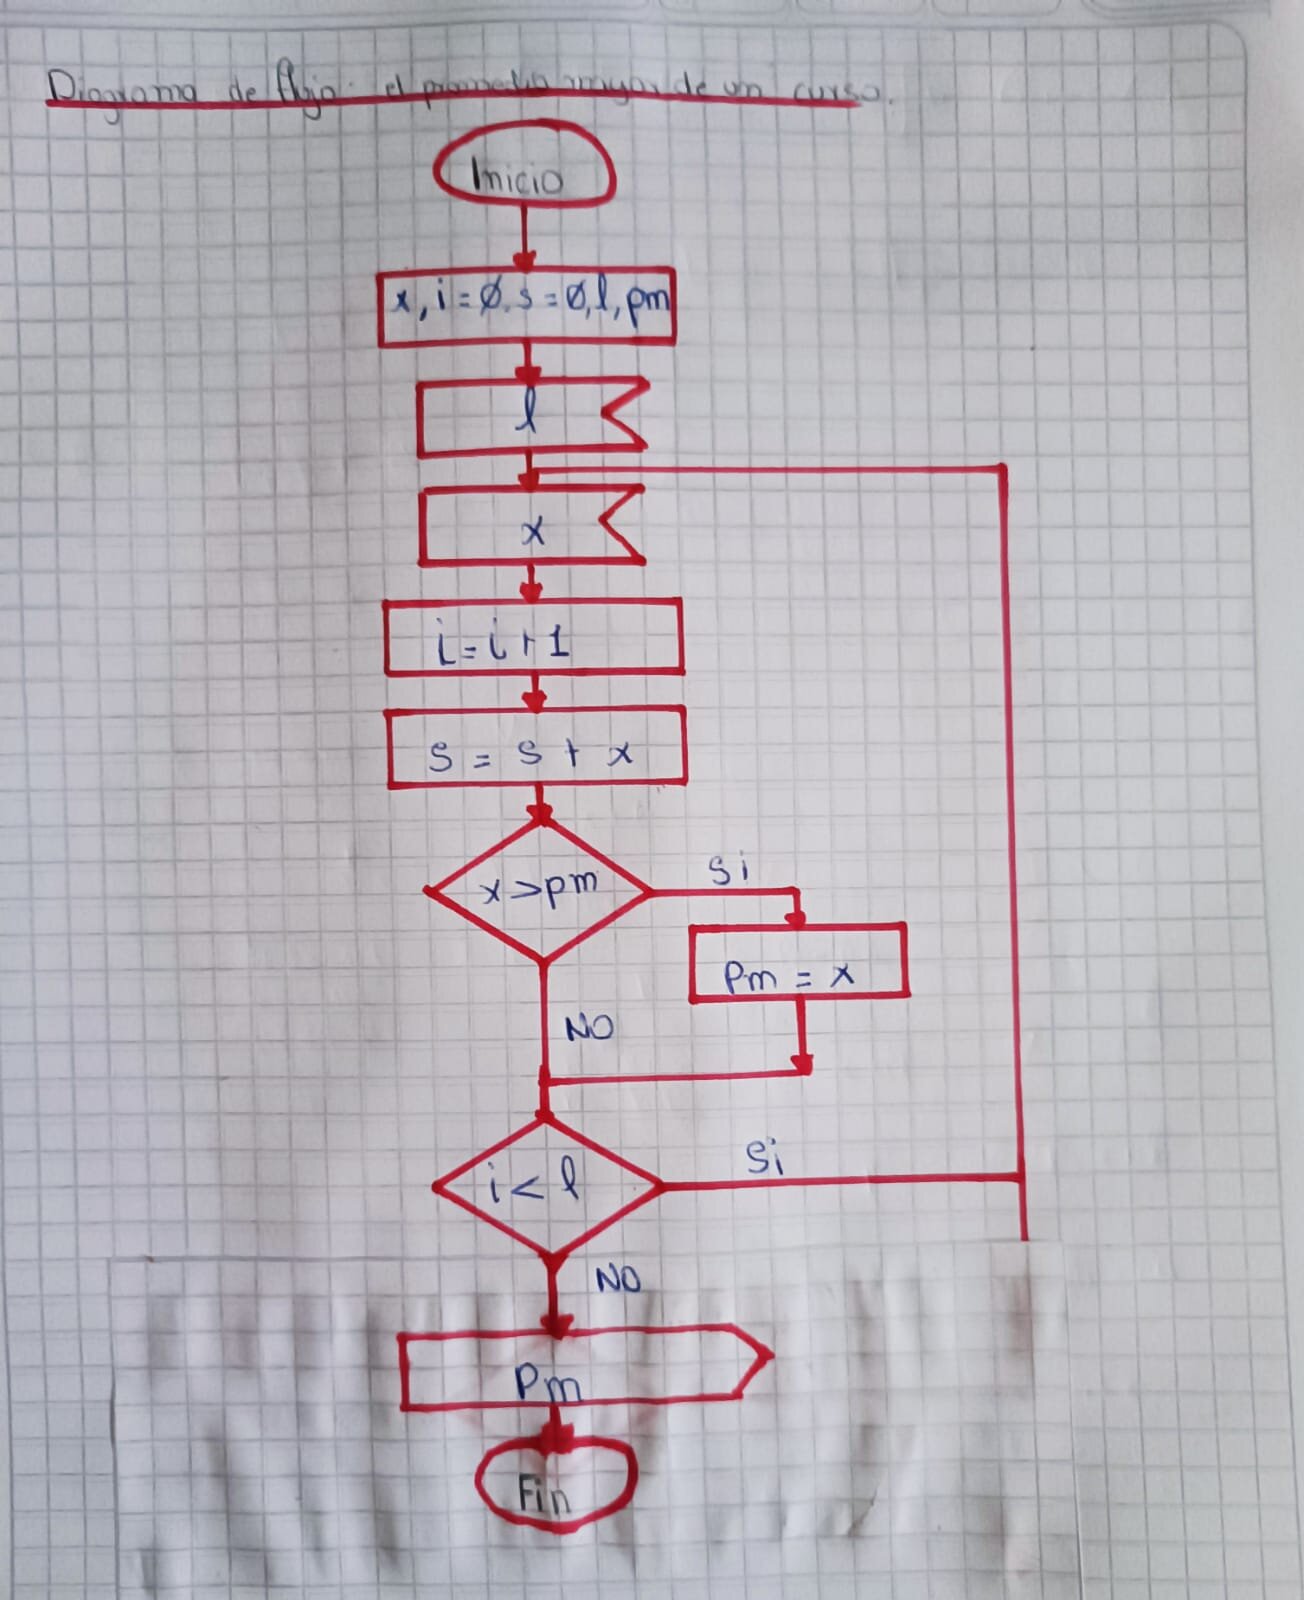 Diagrama de flujo: el promedio mayor de un curso.
Inicio
x, i = Ø, s = Ø, l, pm
l
x
i = i + 1
s = s + x
x > pm
Si
Pm = x
NO
i < l
Si
NO
Pm
Fin